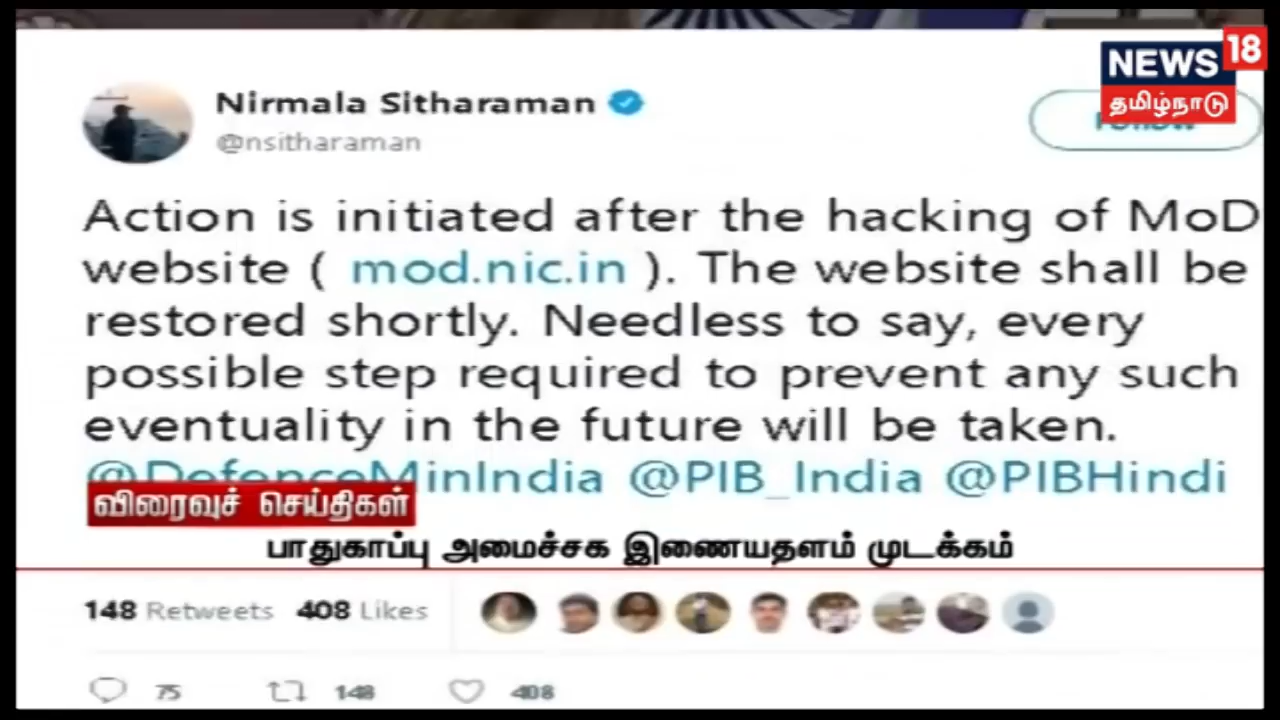 NEWS 18
தமிழ்நாடு
Nirmala Sitharaman
@nsitharaman
Follow
Action is initiated after the hacking of MoD
website ( mod.nic.in ). The website shall be
restored shortly. Needless to say, every
possible step required to prevent any such
eventuality in the future will be taken.
@DefenceMinIndia @PIB_India @PIBHindi
விரைவுச் செய்திகள்
பாதுகாப்பு அமைச்சக இணையதளம் முடக்கம்
148 Retweets 408 Likes
75 148 408